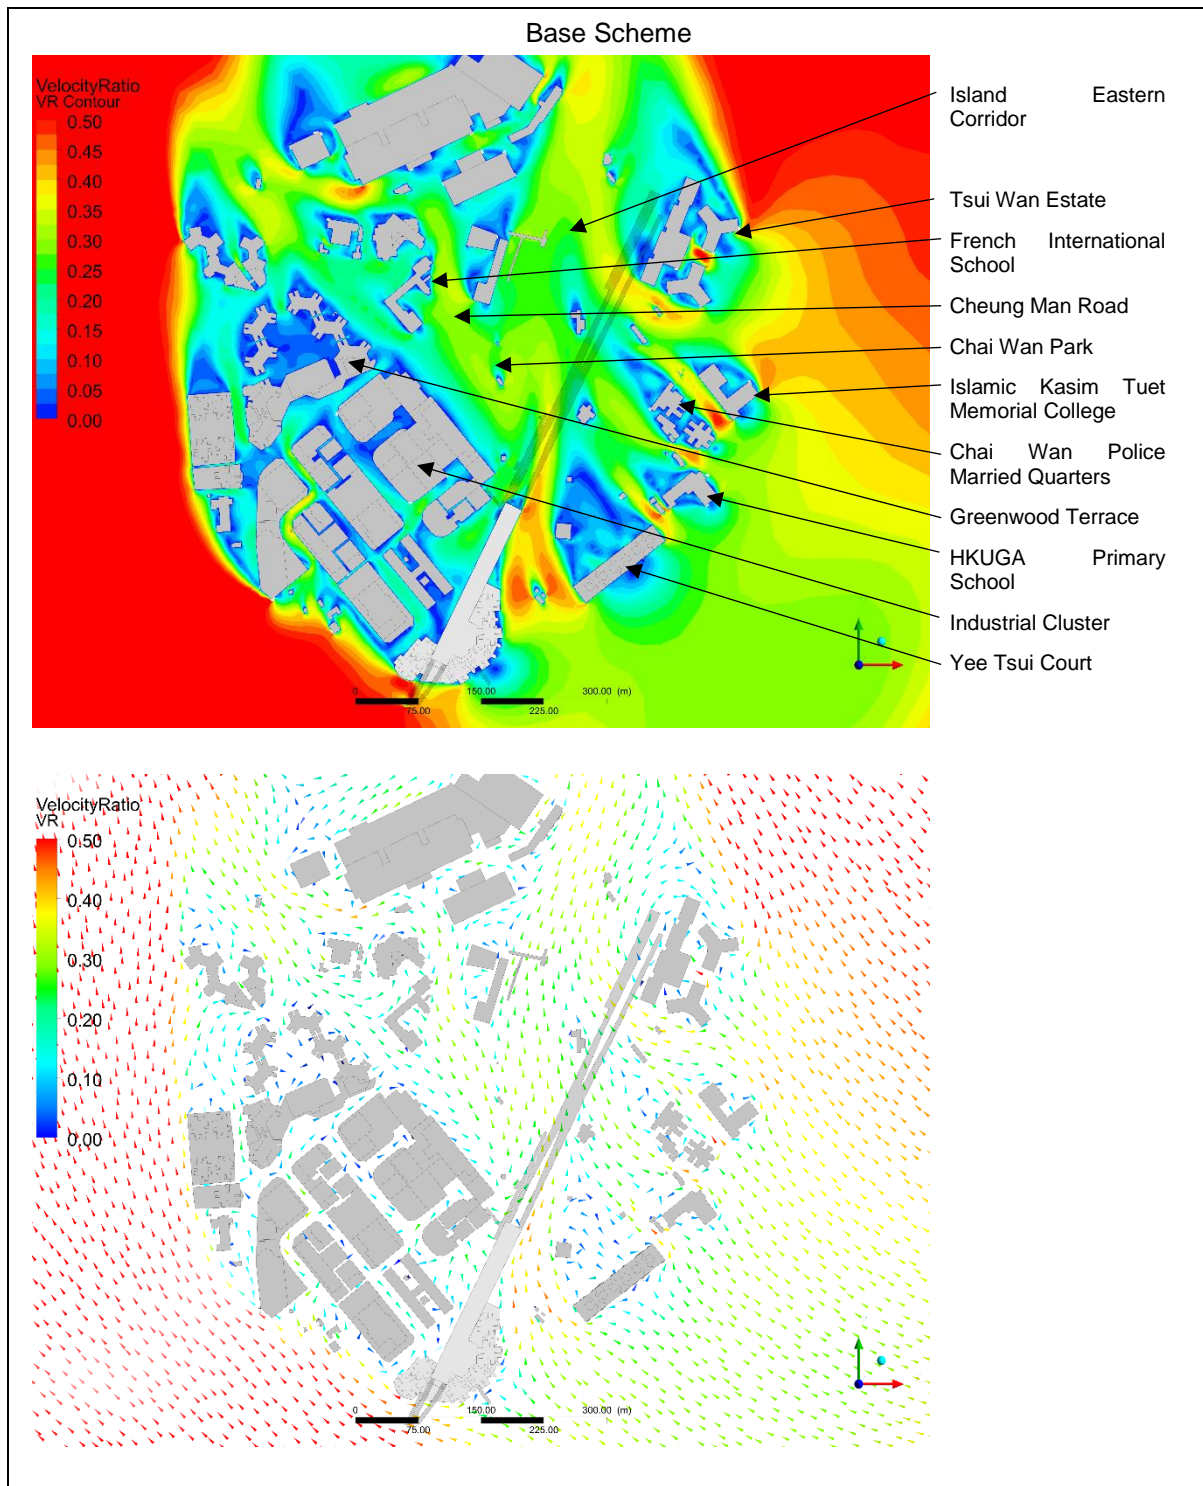 Base Scheme
VelocityRatio
VR Contour
0.50
0.45
0.40
0.35
0.30
0.25
0.20
0.15
0.10
0.05
0.00
Island Eastern
Corridor
Tsui Wan Estate
French International
School
Cheung Man Road
Chai Wan Park
Islamic Kasim Tuet
Memorial College
Chai Wan Police
Married Quarters
Greenwood Terrace
HKUGA Primary
School
Industrial Cluster
Yee Tsui Court
0 150.00 300.00 (m)
75.00 225.00
VelocityRatio
VR
0.50
0.40
0.30
0.20
0.10
0.00
0 150.00 300.00 (m)
75.00 225.00